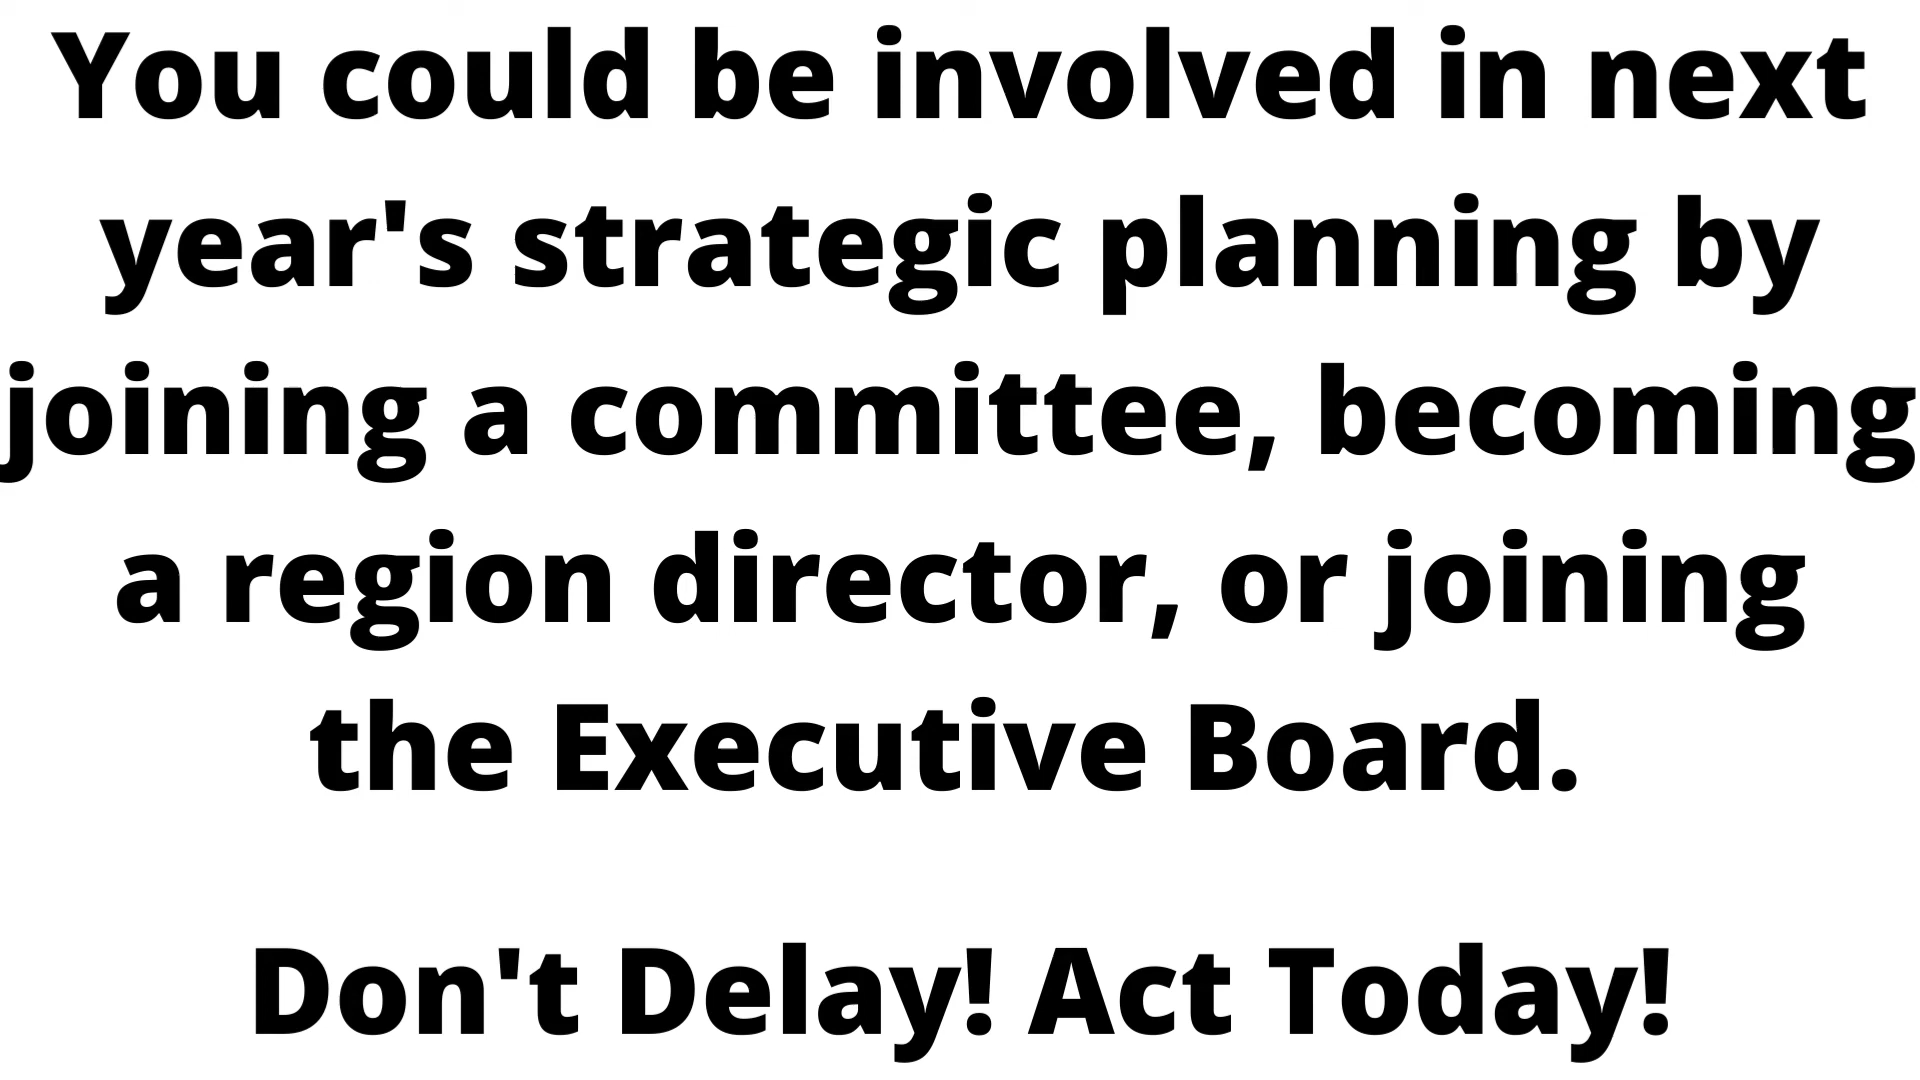 You could be involved in next
year's strategic planning by
joining a committee, becoming
a region director, or joining
the Executive Board.
Don't Delay! Act Today!